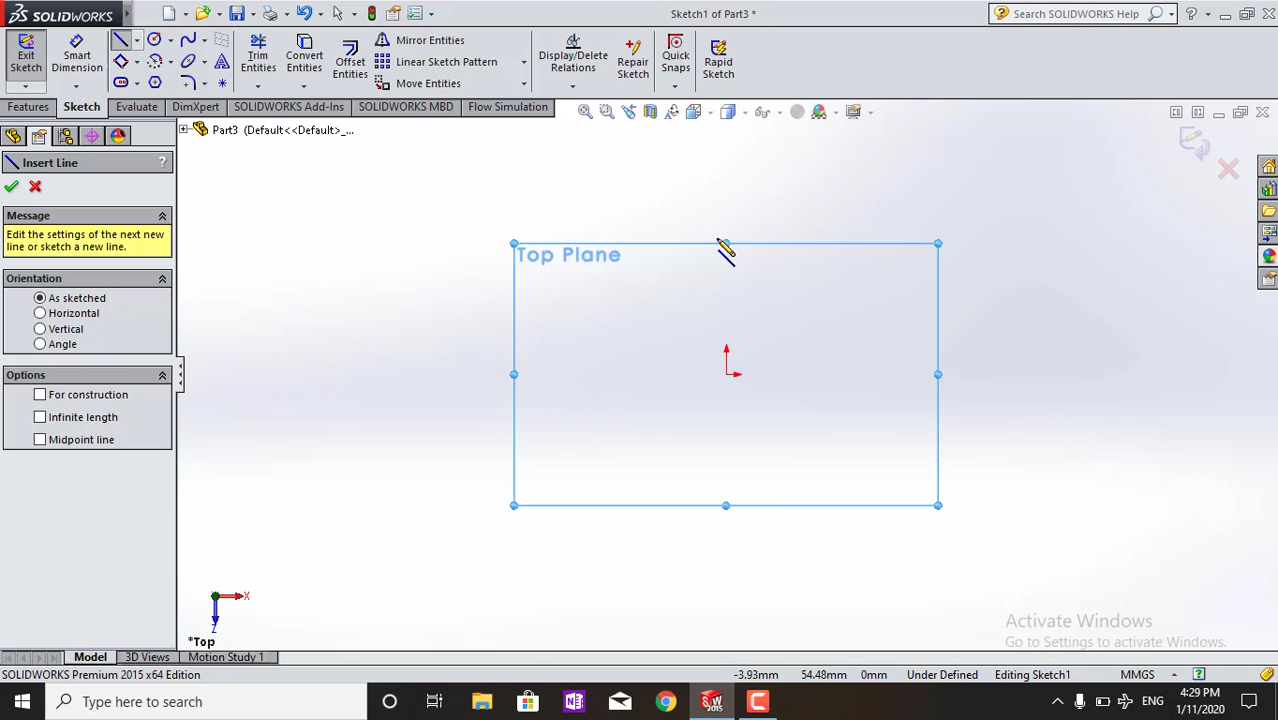 SOLIDWORKS
Sketch1 of Part3 *
Search SOLIDWORKS Help
Exit Sketch
Smart Dimension
Trim Entities
Convert Entities
Offset Entities
Mirror Entities
Linear Sketch Pattern
Move Entities
Display/Delete Relations
Repair Sketch
Quick Snaps
Rapid Sketch
Features
Sketch
Evaluate
DimXpert
SOLIDWORKS Add-Ins
SOLIDWORKS MBD
Flow Simulation
Part3 (Default<<Default>_...
Insert Line
?
Message
Edit the settings of the next new
line or sketch a new line.
Orientation
As sketched
Horizontal
Vertical
Angle
Options
For construction
Infinite length
Midpoint line
Top Plane
X
Z
*Top
Activate Windows
Go to Settings to activate Windows.
Model
3D Views
Motion Study 1
SOLIDWORKS Premium 2015 x64 Edition
-3.93mm
54.48mm
0mm
Under Defined
Editing Sketch1
MMGS
?
Type here to search
SW
2015
ENG
4:29 PM
1/11/2020